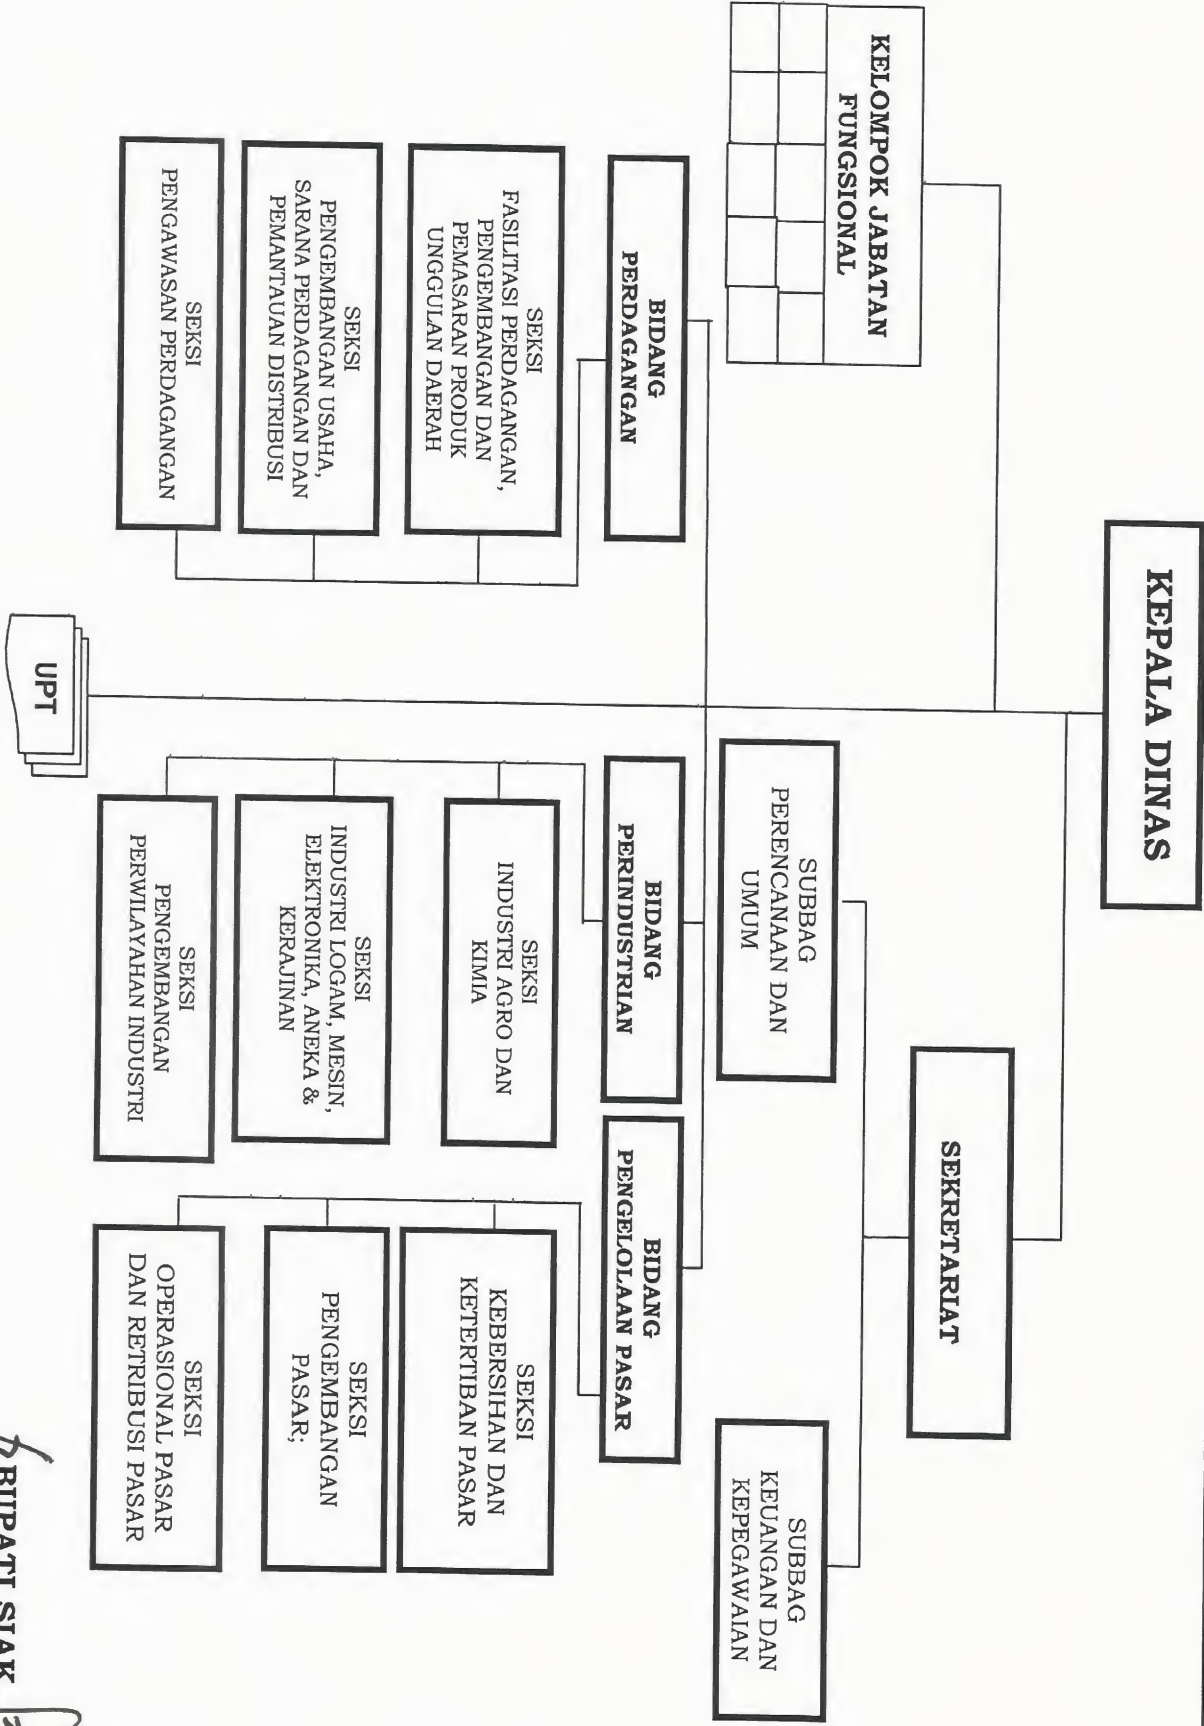 KEPALA DINAS
SEKRETARIAT
KELOMPOK JABATAN
FUNGSIONAL
SUBBAG
PERENCANAAN DAN
UMUM
SUBBAG
KEUANGAN DAN
KEPEGAWAIAN
BIDANG
PERDAGANGAN
BIDANG
PERINDUSTRIAN
BIDANG
PENGELOLAAN PASAR
SEKSI
FASILITASI PERDAGANGAN,
PENGEMBANGAN DAN
PEMASARAN PRODUK
UNGGULAN DAERAH
SEKSI
INDUSTRI AGRO DAN
KIMIA
SEKSI
KEBERSIHAN DAN
KETERTIBAN PASAR
SEKSI
PENGEMBANGAN USAHA,
SARANA PERDAGANGAN DAN
PEMANTAUAN DISTRIBUSI
SEKSI
INDUSTRI LOGAM, MESIN,
ELEKTRONIKA, ANEKA &
KERAJINAN
SEKSI
PENGEMBANGAN
PASAR;
SEKSI
PENGAWASAN PERDAGANGAN
SEKSI
PENGEMBANGAN
PERWILAYAHAN INDUSTRI
SEKSI
OPERASIONAL PASAR
DAN RETRIBUSI PASAR
UPT
BUPATI SIAK